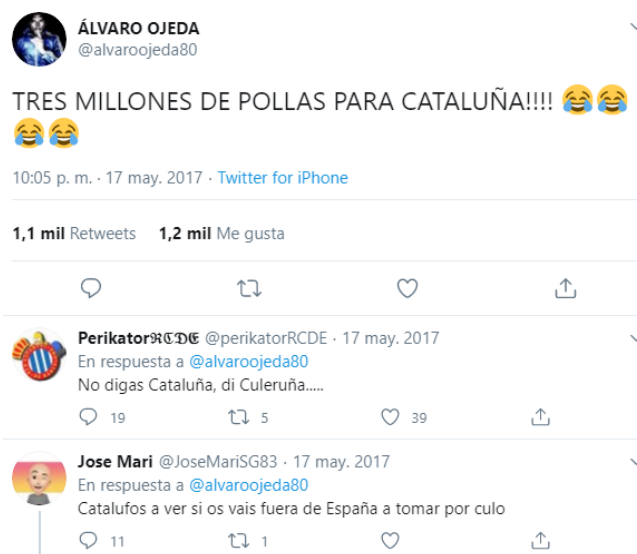 ÁLVARO OJEDA
@alvaroojeda80
TRES MILLONES DE POLLAS PARA CATALUÑA!!!! 😂😂
😂😂
10:05 p. m. · 17 may. 2017 · Twitter for iPhone
1,1 mil Retweets 1,2 mil Me gusta
Perikatorℜℭ𝔇𝔈 @perikatorRCDE · 17 may. 2017
En respuesta a @alvaroojeda80
No digas Cataluña, di Culeruña.....
19 5 39
Jose Mari @JoseMariSG83 · 17 may. 2017
En respuesta a @alvaroojeda80
Catalufos a ver si os vais fuera de España a tomar por culo
11 1